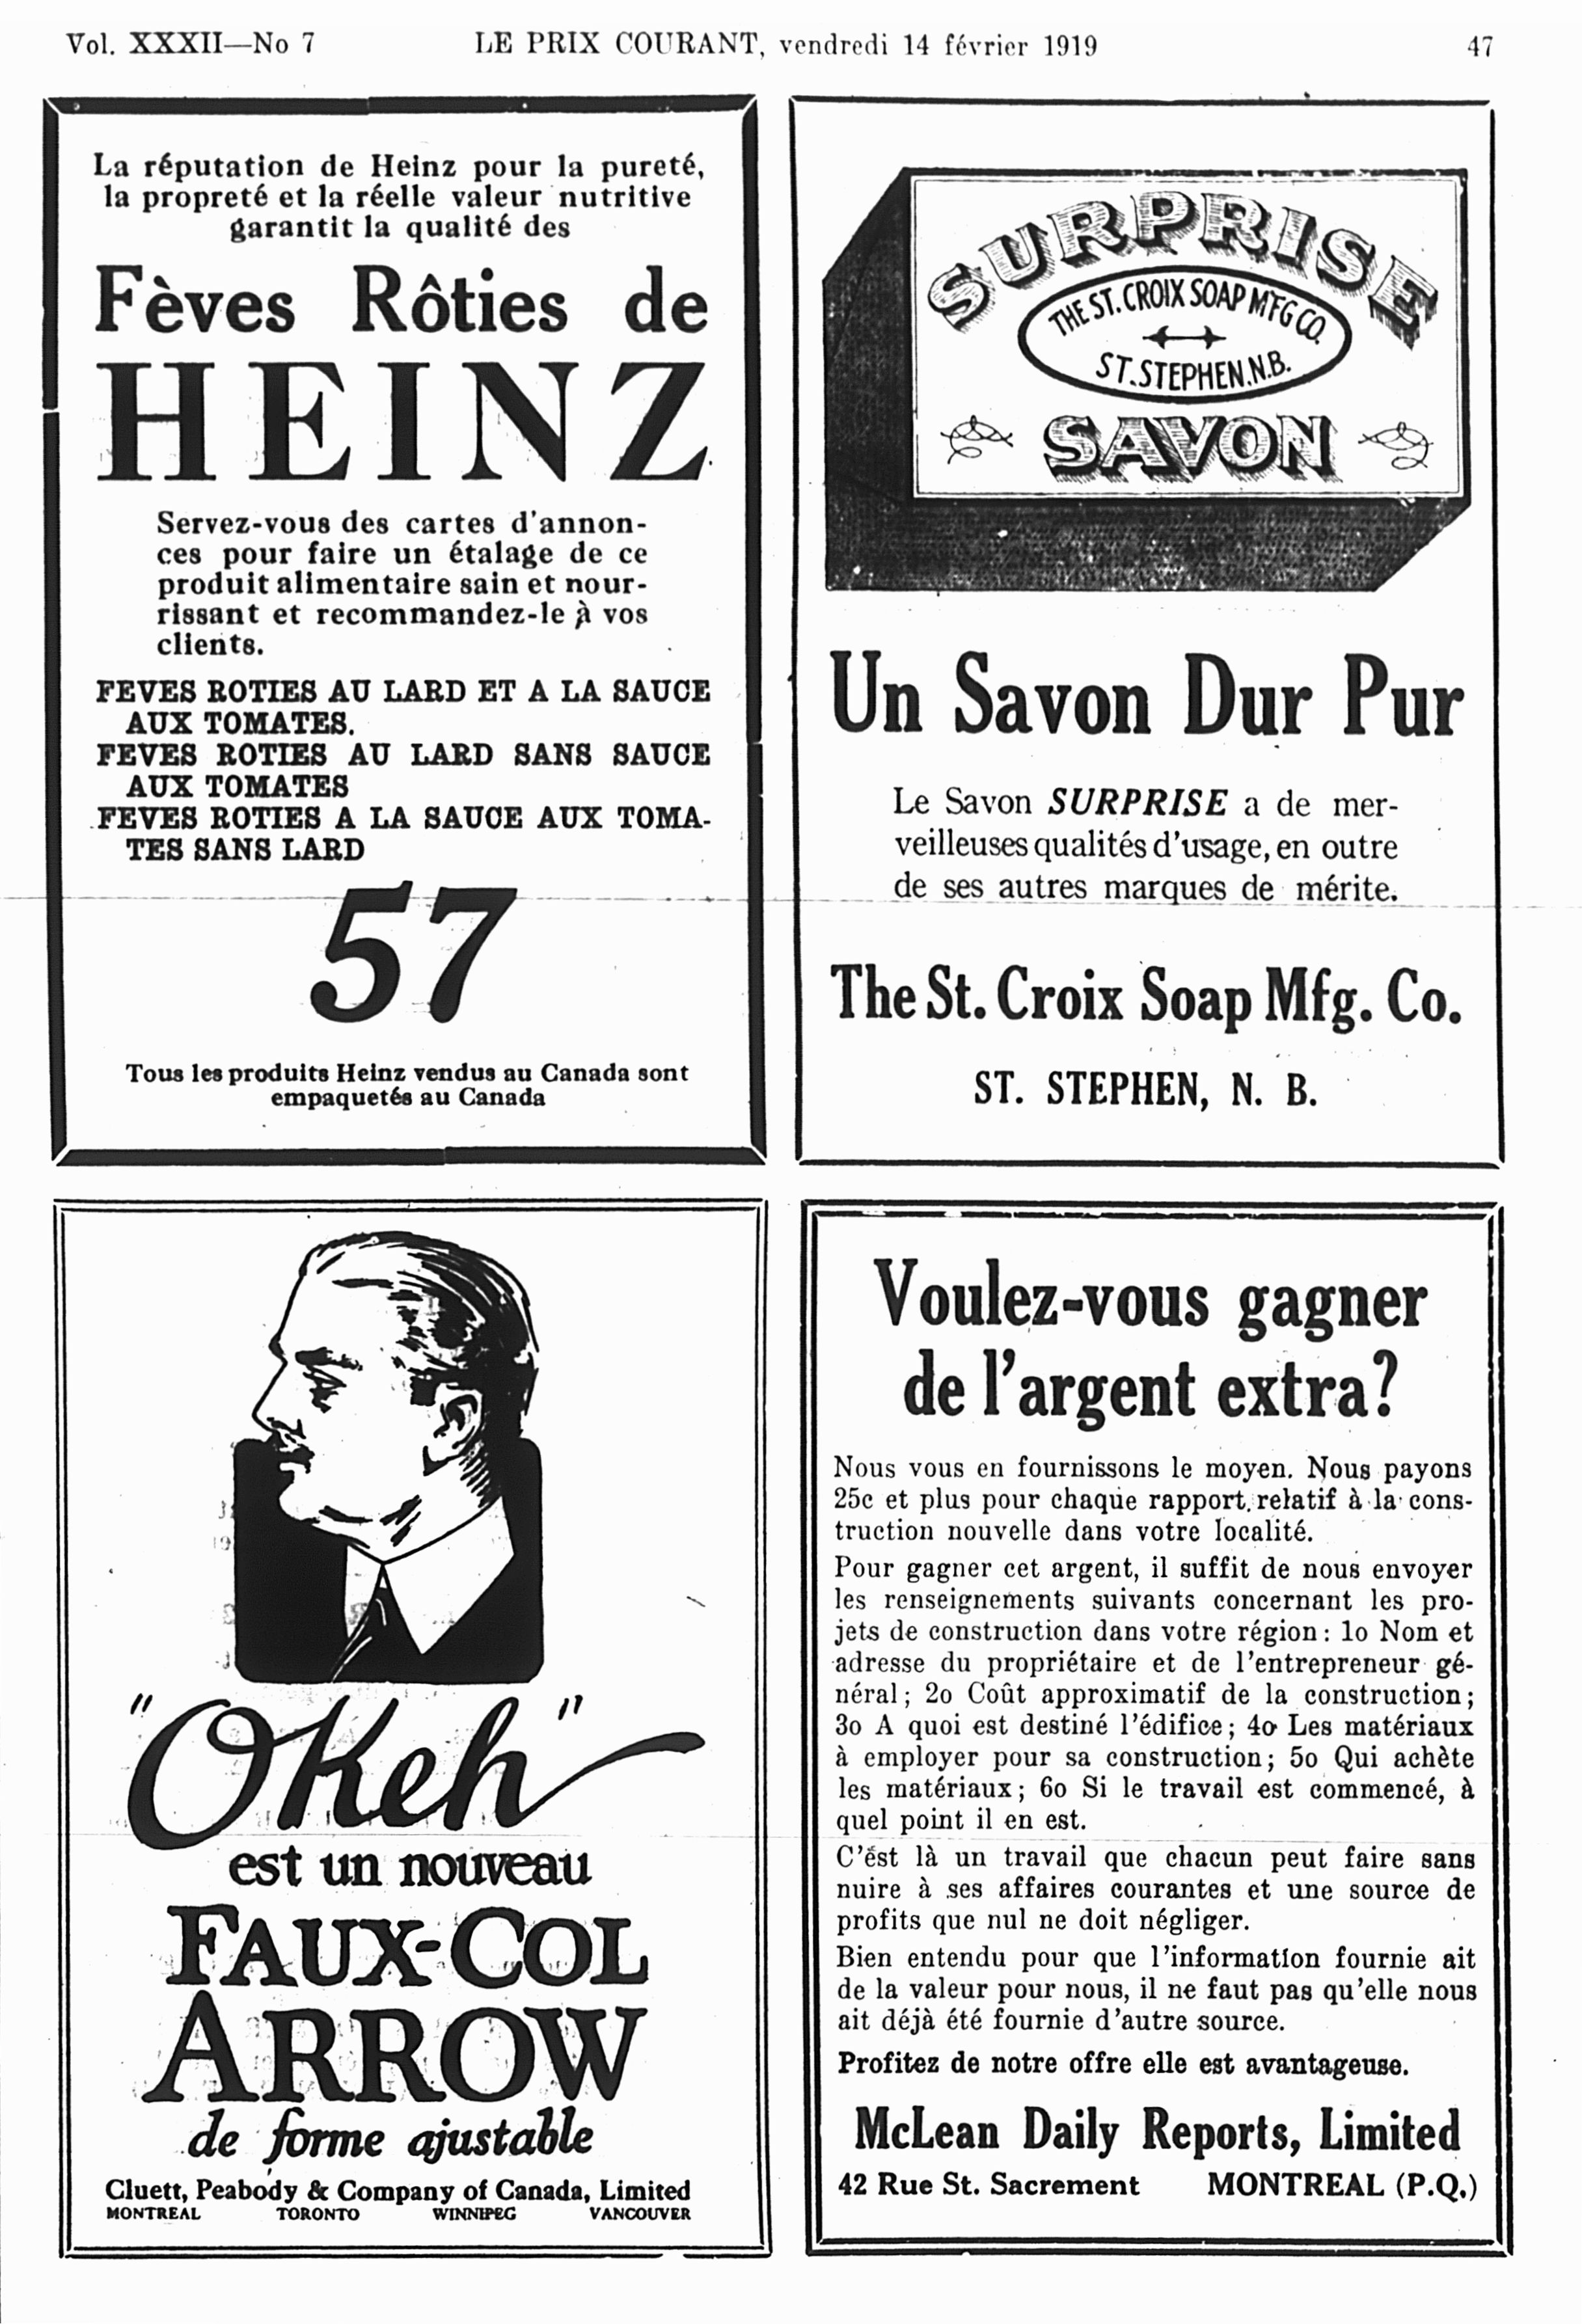 Vol. XXXII—No 7
LE PRIX COURANT, vendredi 14 février 1919
47
La réputation de Heinz pour la pureté,
la propreté et la réelle valeur nutritive
garantit la qualité des
Fèves Rôties de
HEINZ
Servez-vous des cartes d'annon-
ces pour faire un étalage de ce
produit alimentaire sain et nour-
rissant et recommandez-le à vos
clients.
FEVES ROTIES AU LARD ET A LA SAUCE
AUX TOMATES.
FEVES ROTIES AU LARD SANS SAUCE
AUX TOMATES
FEVES ROTIES A LA SAUCE AUX TOMA-
TES SANS LARD
57
Tous les produits Heinz vendus au Canada sont
empaquetés au Canada
SURPRISE
THE ST. CROIX SOAP M'F'G CO.
ST. STEPHEN. N.B.
SAVON
Un Savon Dur Pur
Le Savon SURPRISE a de mer-
veilleuses qualités d'usage, en outre
de ses autres marques de mérite.
The St. Croix Soap Mfg. Co.
ST. STEPHEN, N. B.
"OKeh"
est un nouveau
FAUX-COL
ARROW
de forme ajustable
Cluett, Peabody & Company of Canada, Limited
MONTREAL TORONTO WINNIPEG VANCOUVER
Voulez-vous gagner
de l'argent extra?
Nous vous en fournissons le moyen. Nous payons
25c et plus pour chaque rapport relatif à la cons-
truction nouvelle dans votre localité.
Pour gagner cet argent, il suffit de nous envoyer
les renseignements suivants concernant les pro-
jets de construction dans votre région: 1o Nom et
adresse du propriétaire et de l'entrepreneur gé-
néral; 2o Coût approximatif de la construction;
3o A quoi est destiné l'édifice; 4o Les matériaux
à employer pour sa construction; 5o Qui achète
les matériaux; 6o Si le travail est commencé, à
quel point il en est.
C'est là un travail que chacun peut faire sans
nuire à ses affaires courantes et une source de
profits que nul ne doit négliger.
Bien entendu pour que l'information fournie ait
de la valeur pour nous, il ne faut pas qu'elle nous
ait déjà été fournie d'autre source.
Profitez de notre offre elle est avantageuse.
McLean Daily Reports, Limited
42 Rue St. Sacrement MONTREAL (P.Q.)